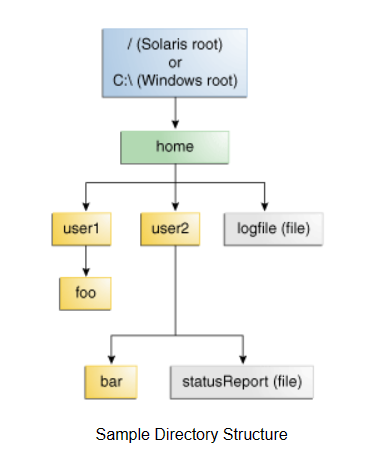 / (Solaris root)
or
C:\ (Windows root)
home
user1
user2
logfile (file)
foo
bar
statusReport (file)
Sample Directory Structure